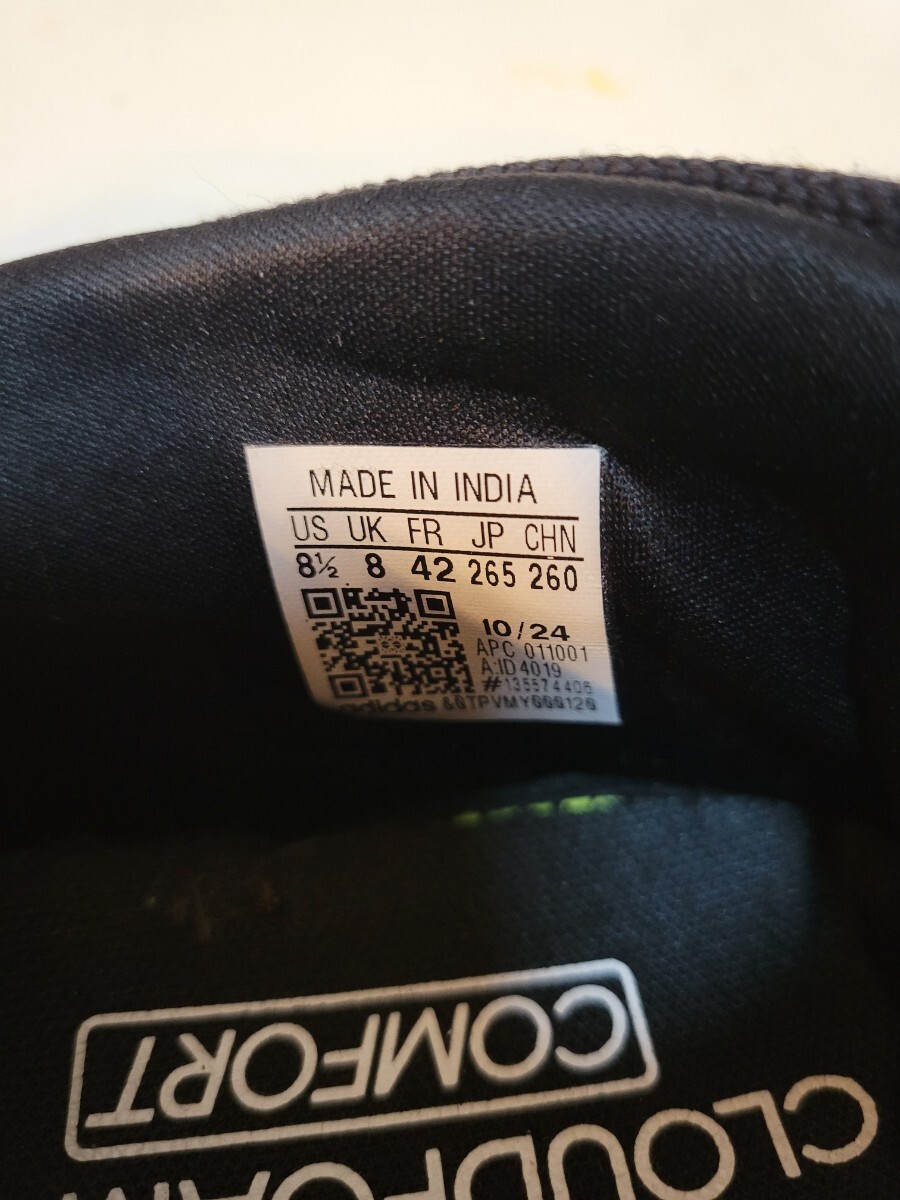 MADE IN INDIA
US UK FR JP CHN
8½ 8 42 265 260
10/24
APC 011001
A:ID4019
#135574406
adidas
COMFORT
CLOUDFOAM